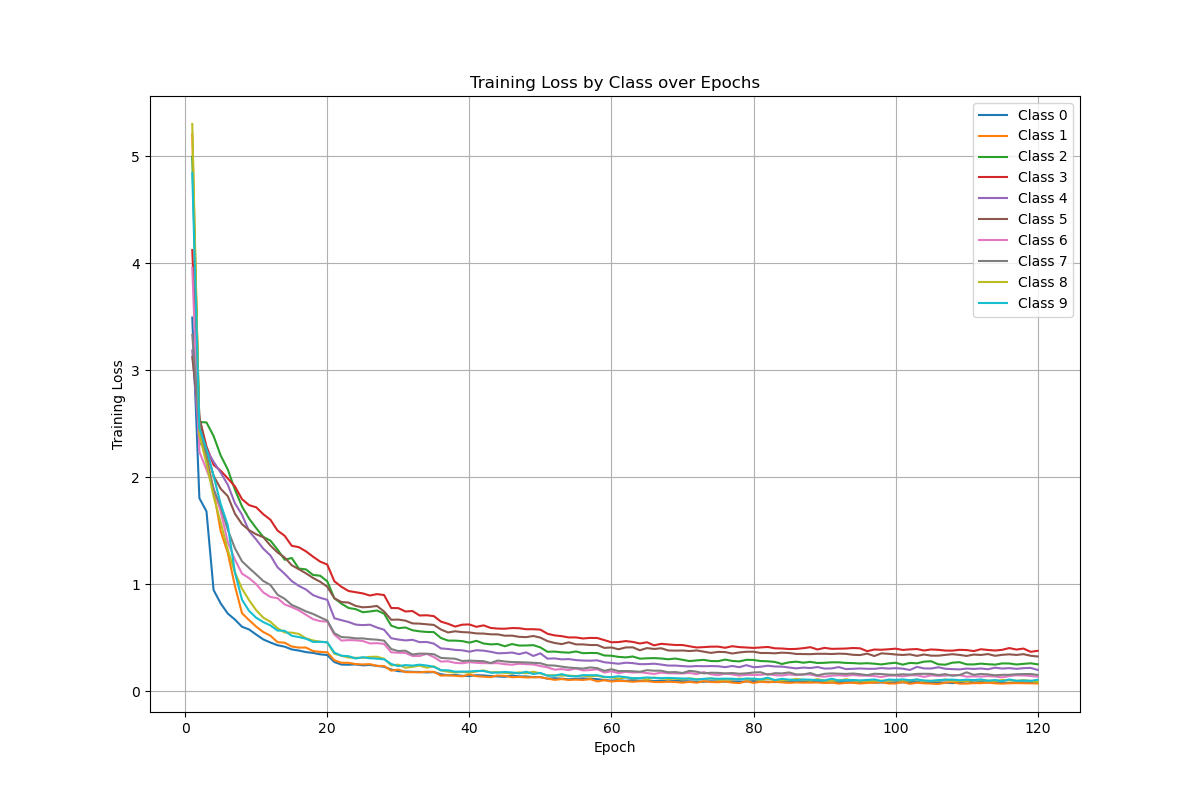 Training Loss by Class over Epochs
Training Loss
5
4
3
2
1
0
0 20 40 60 80 100 120
Epoch
Class 0
Class 1
Class 2
Class 3
Class 4
Class 5
Class 6
Class 7
Class 8
Class 9